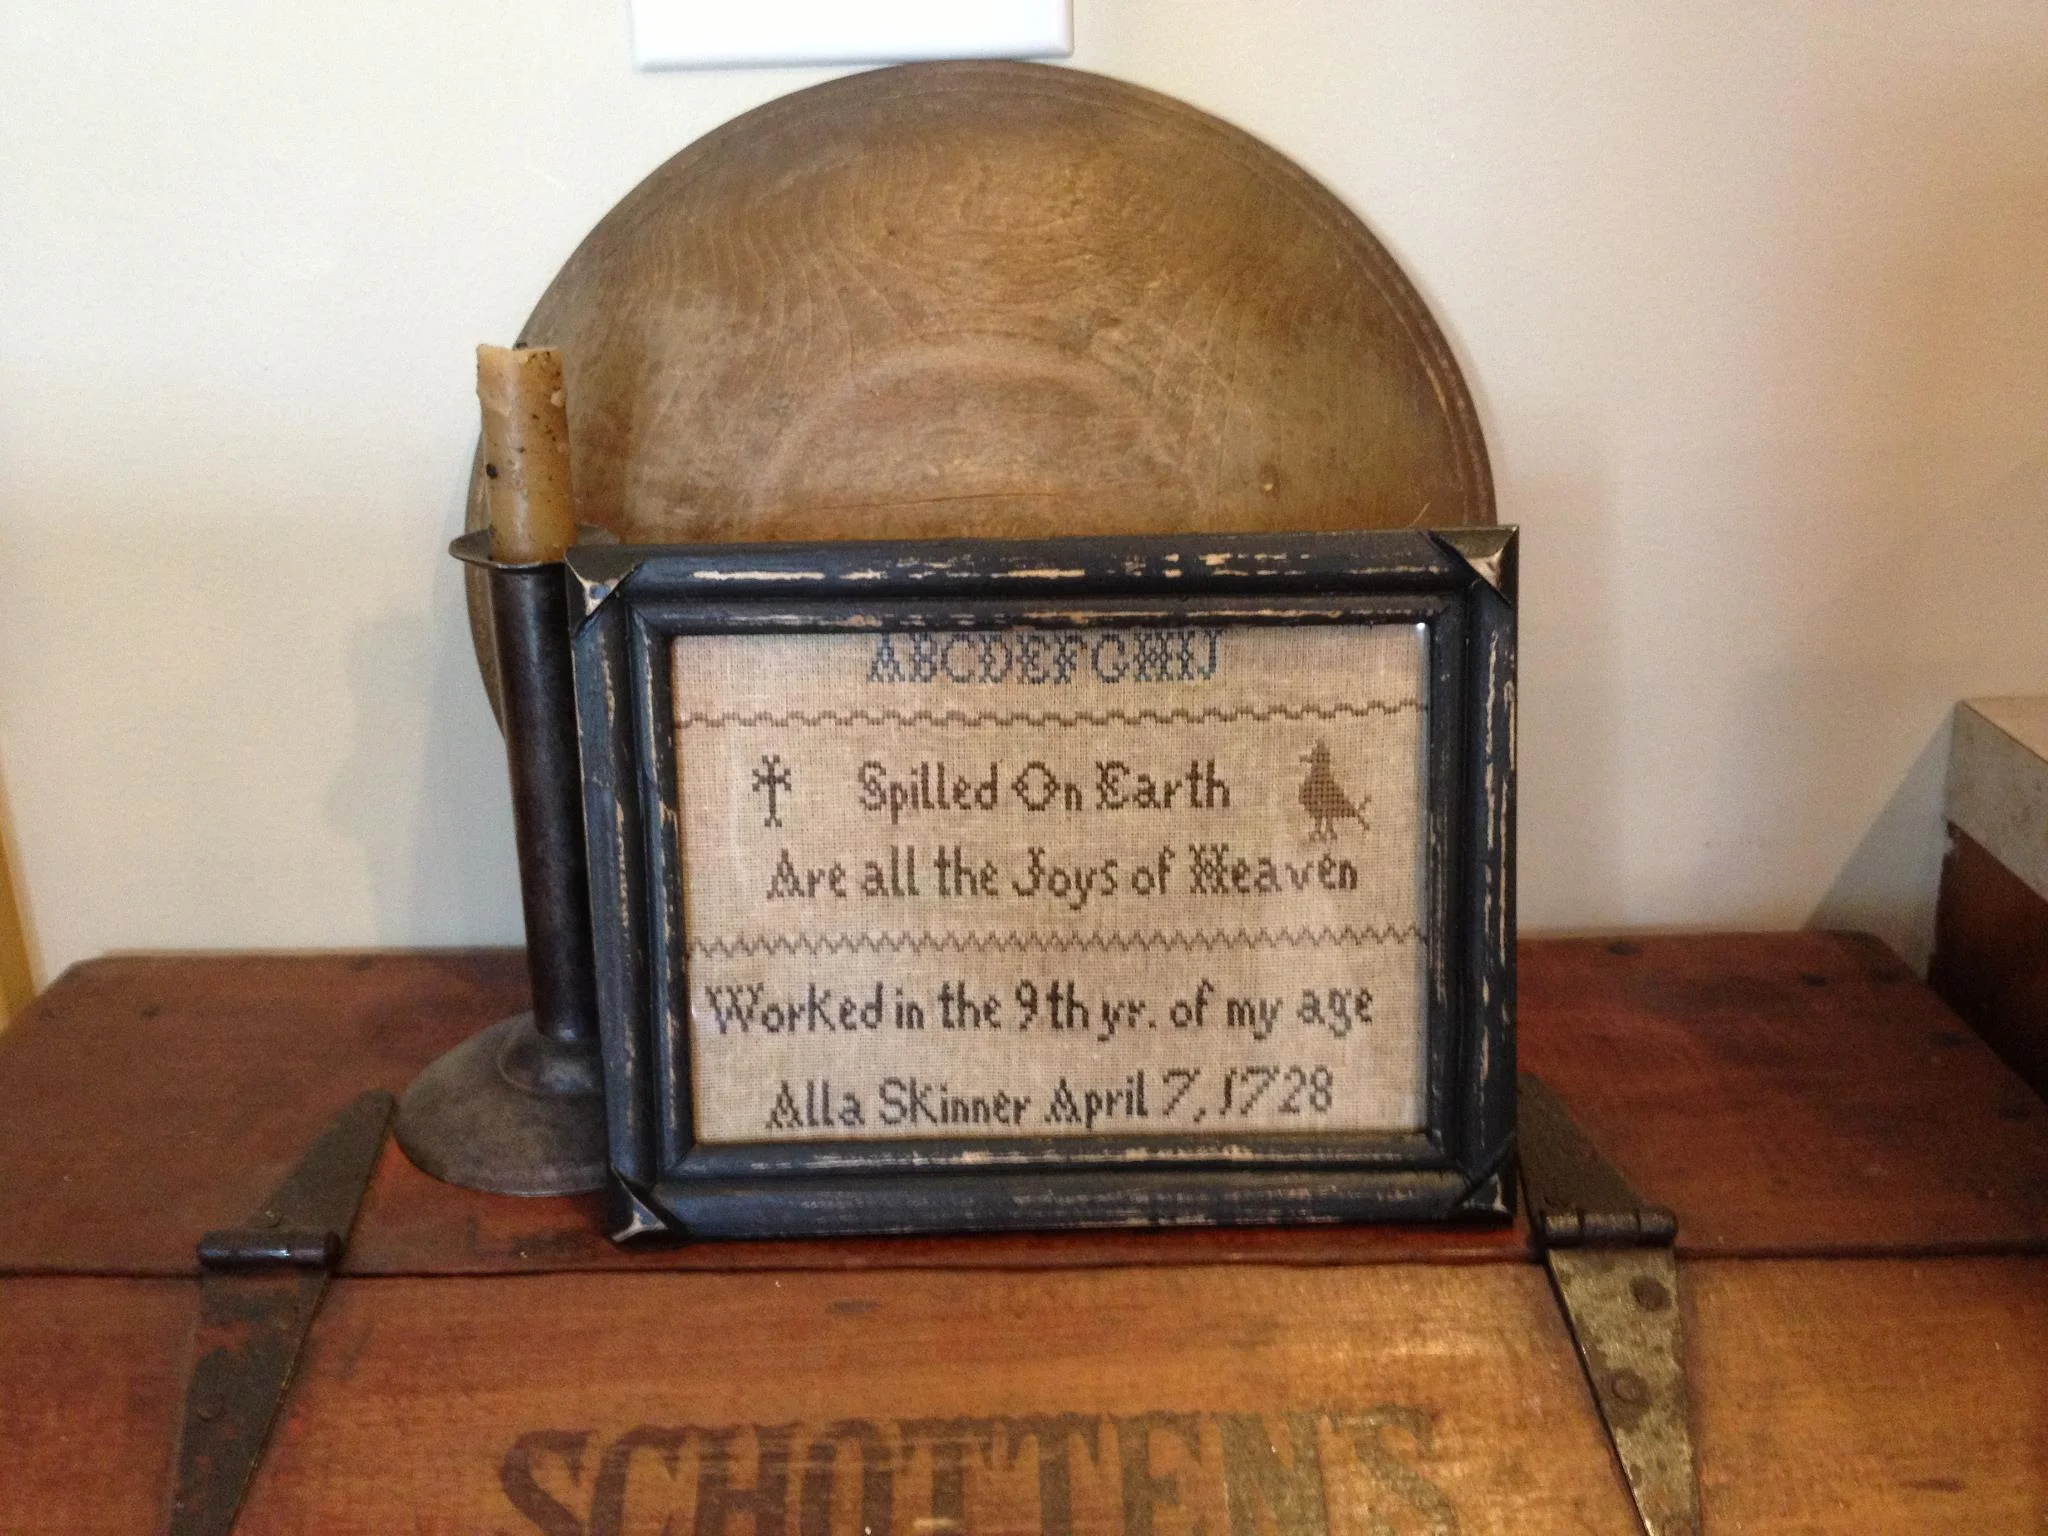 ABCDEFGHIJ
Spilled On Earth
Are all the Joys of Heaven
Worked in the 9th yr. of my age
Alla Skinner April 7, 1728
SCHOTTEN'S